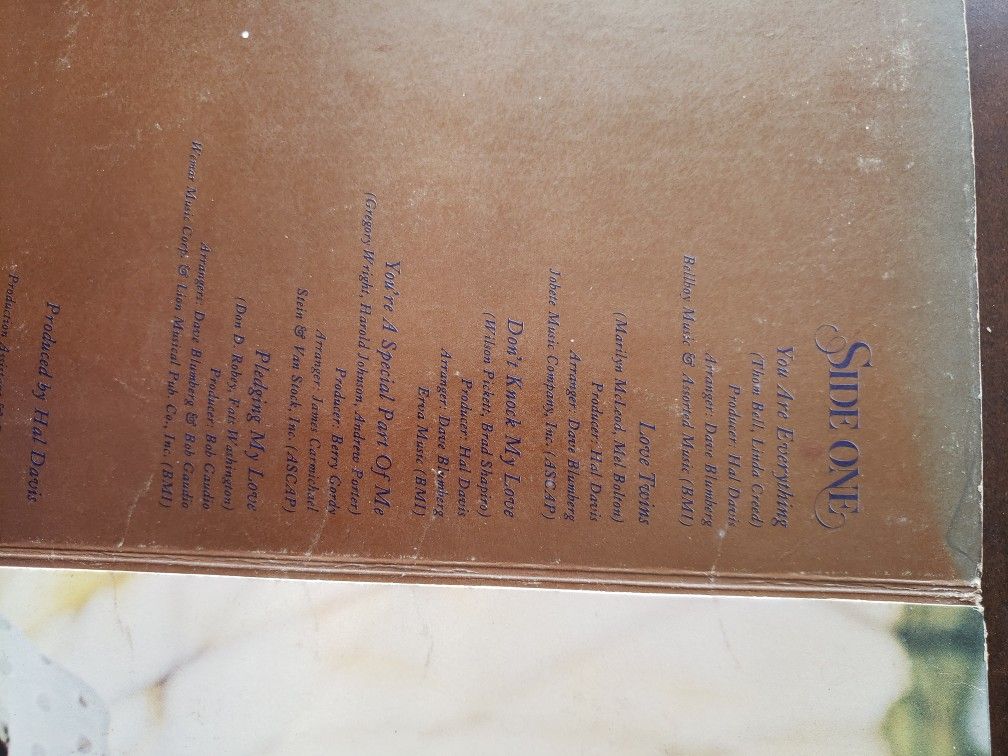 SIDE ONE
You Are Everything
(Thom Bell, Linda Creed)
Producer: Hal Davis
Arranger: Dave Blumberg
Bellboy Music & Assorted Music (BMI)
Love Twins
(Marilyn McLeod, Mel Bolton)
Producer: Hal Davis
Arranger: Dave Blumberg
Jobete Music Company, Inc. (ASCAP)
Don't Knock My Love
(Wilson Pickett, Brad Shapiro)
Producer: Hal Davis
Arranger: Dave Blumberg
Erva Music (BMI)
You're A Special Part Of Me
(Gregory Wright, Harold Johnson, Andrew Porter)
Producer: Berry Gordy
Arranger: James Carmichael
Stein & Van Stock, Inc. (ASCAP)
Pledging My Love
(Don D. Robey, Fats Washington)
Producer: Bob Gaudio
Arrangers: Dave Blumberg & Bob Gaudio
Wemar Music Corp. & Lion Musical Pub. Co., Inc. (BMI)
Produced by Hal Davis
Production